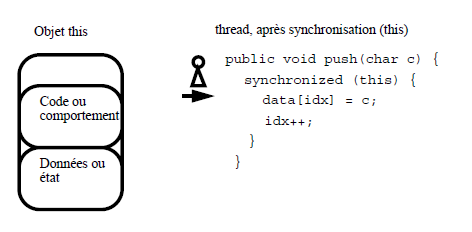 Objet this
Code ou
comportement
Données ou
état
thread, après synchronisation (this)
public void push(char c) {
synchronized (this) {
data[idx] = c;
idx++;
}
}